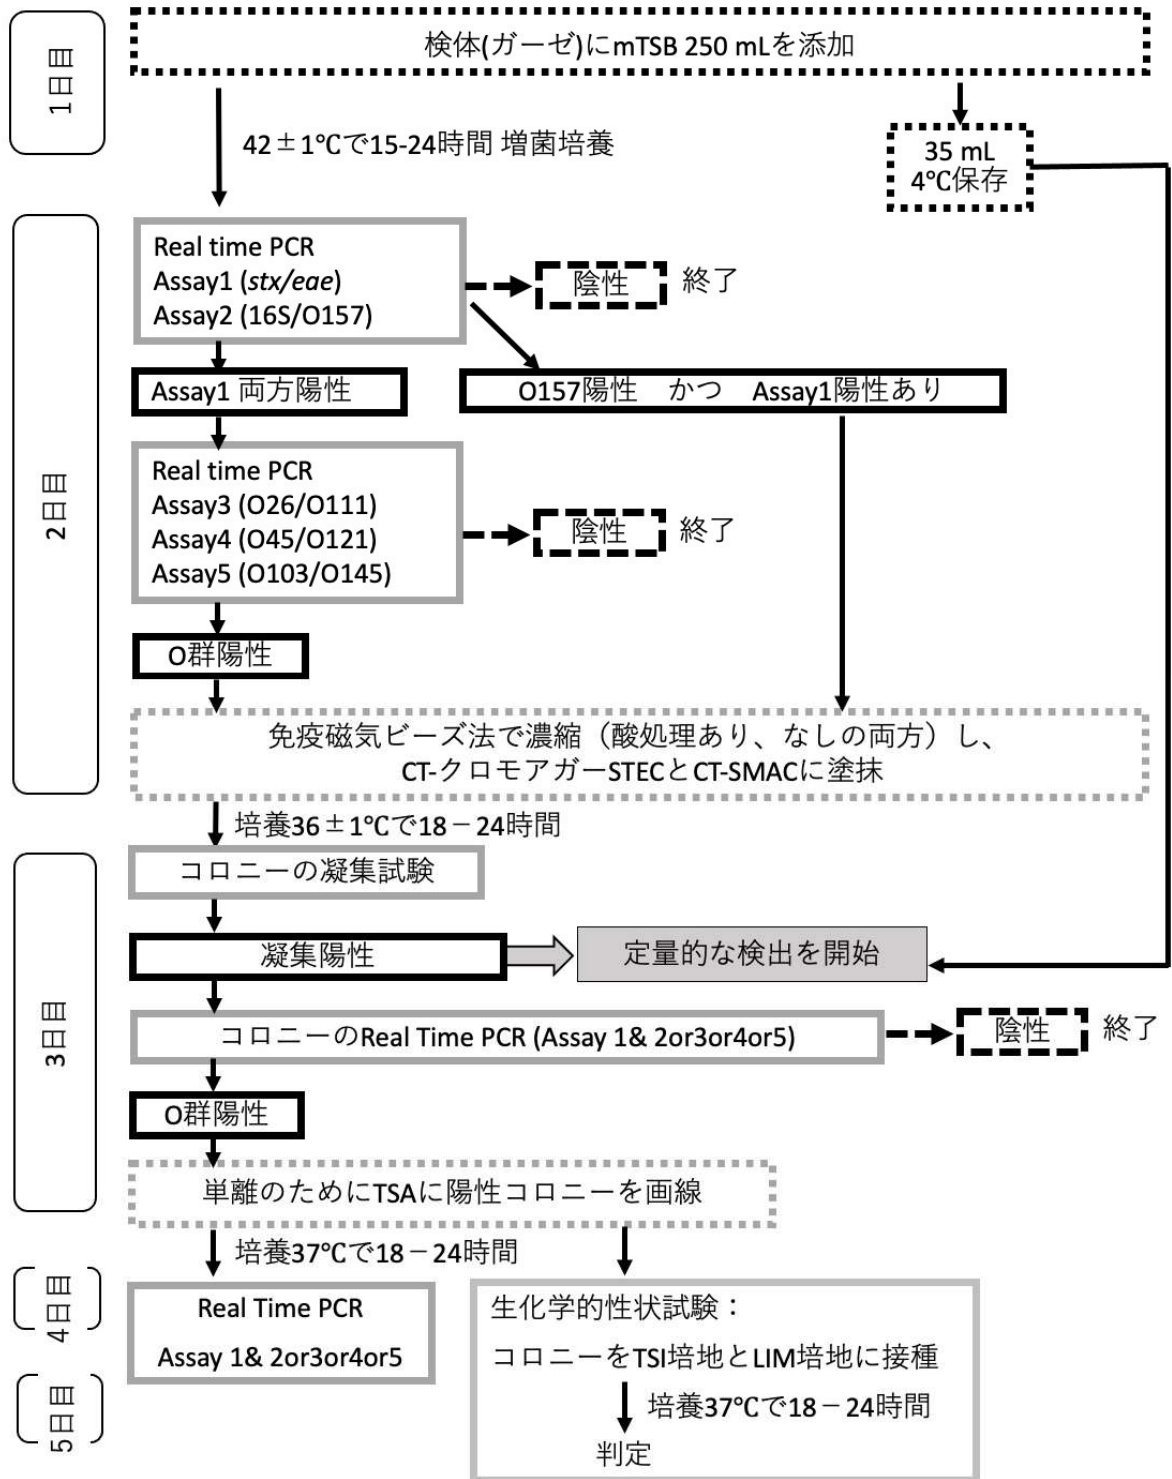 1日目
検体(ガーゼ)にmTSB 250 mLを添加
42±1℃で15-24時間 増菌培養
35 mL
4℃保存
2日目
Real time PCR
Assay1 (stx/eae)
Assay2 (16S/O157)
陰性
終了
Assay1 両方陽性
O157陽性 かつ Assay1陽性あり
Real time PCR
Assay3 (O26/O111)
Assay4 (O45/O121)
Assay5 (O103/O145)
陰性
終了
O群陽性
免疫磁気ビーズ法で濃縮（酸処理あり、なしの両方）し、
CT-クロモアガーSTECとCT-SMACに塗抹
培養36±1℃で18－24時間
3日目
コロニーの凝集試験
凝集陽性
定量的な検出を開始
コロニーのReal Time PCR (Assay 1& 2or3or4or5)
陰性
終了
O群陽性
単離のためにTSAに陽性コロニーを画線
培養37℃で18－24時間
4日目
Real Time PCR
Assay 1& 2or3or4or5
生化学的性状試験：
コロニーをTSI培地とLIM培地に接種
5日目
培養37℃で18－24時間
判定